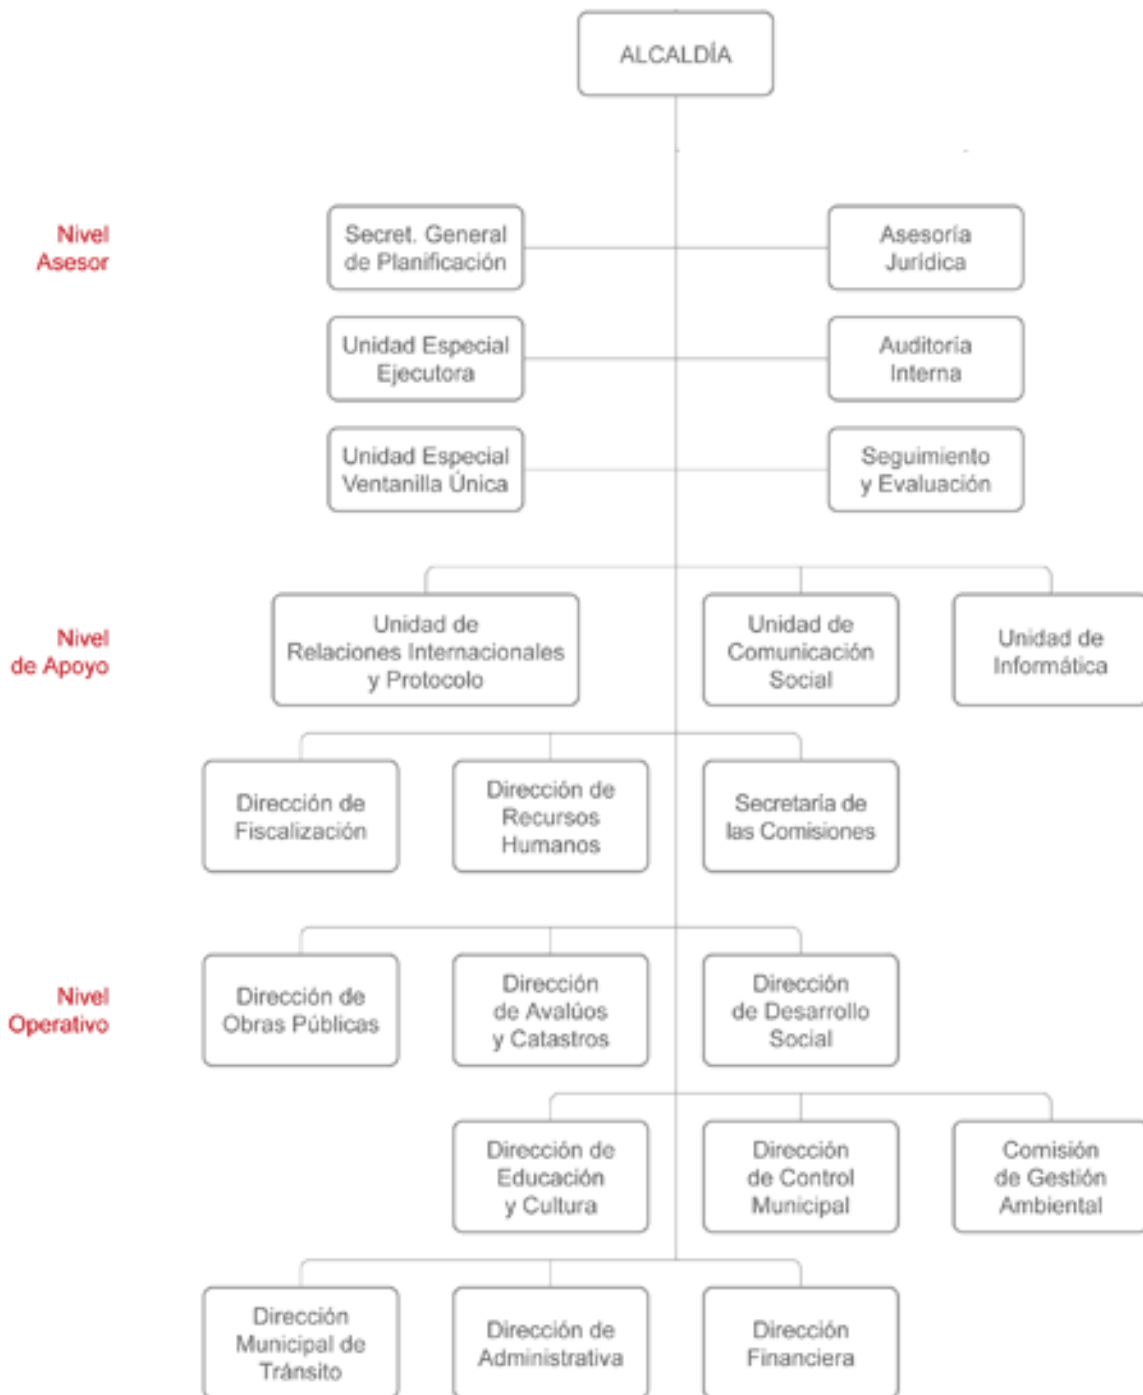 ALCALDÍA
Nivel
Asesor
Secret. General
de Planificación
Asesoría
Jurídica
Unidad Especial
Ejecutora
Auditoría
Interna
Unidad Especial
Ventanilla Única
Seguimiento
y Evaluación
Nivel
de Apoyo
Unidad de
Relaciones Internacionales
y Protocolo
Unidad de
Comunicación
Social
Unidad de
Informática
Dirección de
Fiscalización
Dirección de
Recursos
Humanos
Secretaría de
las Comisiones
Nivel
Operativo
Dirección de
Obras Públicas
Dirección
de Avalúos
y Catastros
Dirección
de Desarrollo
Social
Dirección de
Educación
y Cultura
Dirección
de Control
Municipal
Comisión
de Gestión
Ambiental
Dirección
Municipal de
Tránsito
Dirección de
Administrativa
Dirección
Financiera